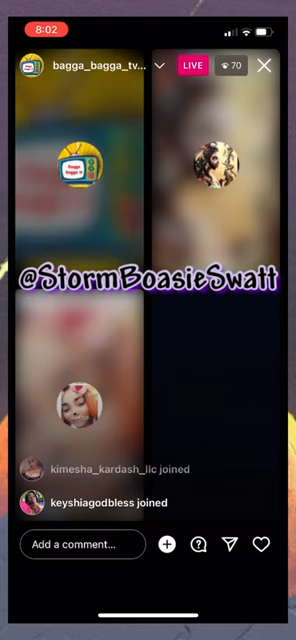 8:02
bagga_bagga_tv...
LIVE
70
@StormBoasieSwatt
kimesha_kardash_llc joined
keyshiagodbless joined
Add a comment...